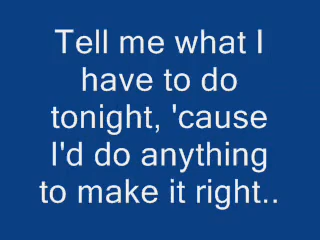 Tell me what I
have to do
tonight, 'cause
I'd do anything
to make it right..